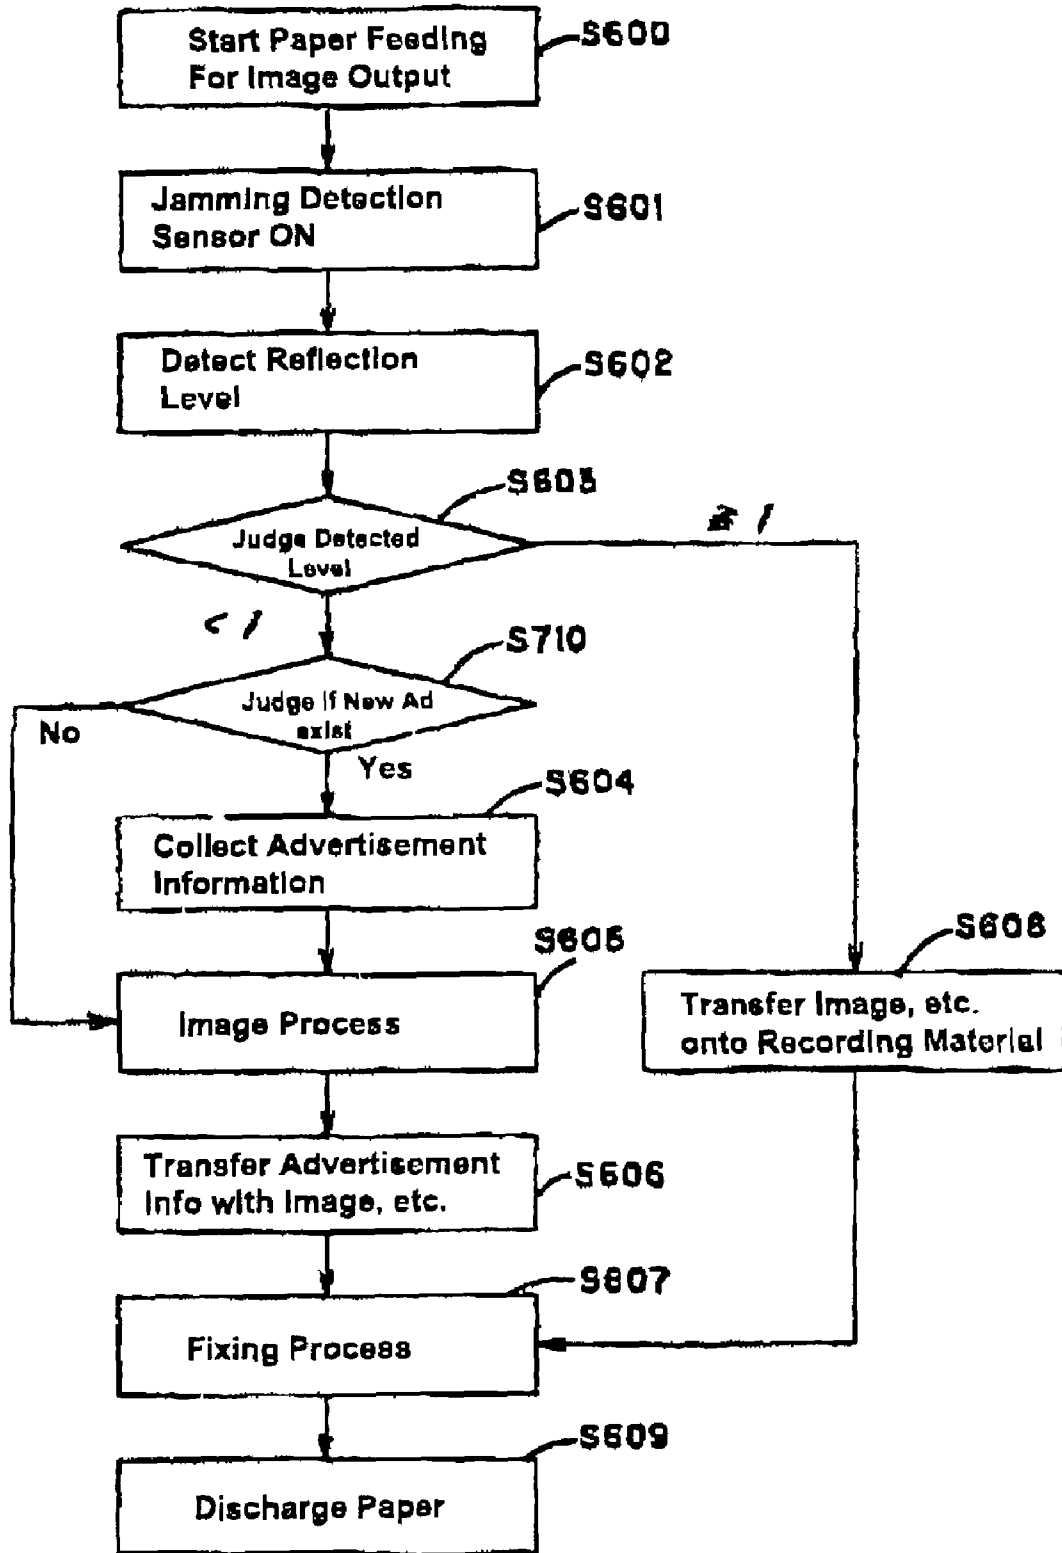 Start Paper Feeding
For Image Output
S600
Jamming Detection
Sensor ON
S601
Detect Reflection
Level
S602
S603
Judge Detected
Level
≧ 1
< 1
S710
Judge if New Ad
exist
No
Yes
S604
Collect Advertisement
Information
S605
Image Process
S608
Transfer Image, etc.
onto Recording Material
Transfer Advertisement
Info with Image, etc.
S606
S607
Fixing Process
S609
Discharge Paper